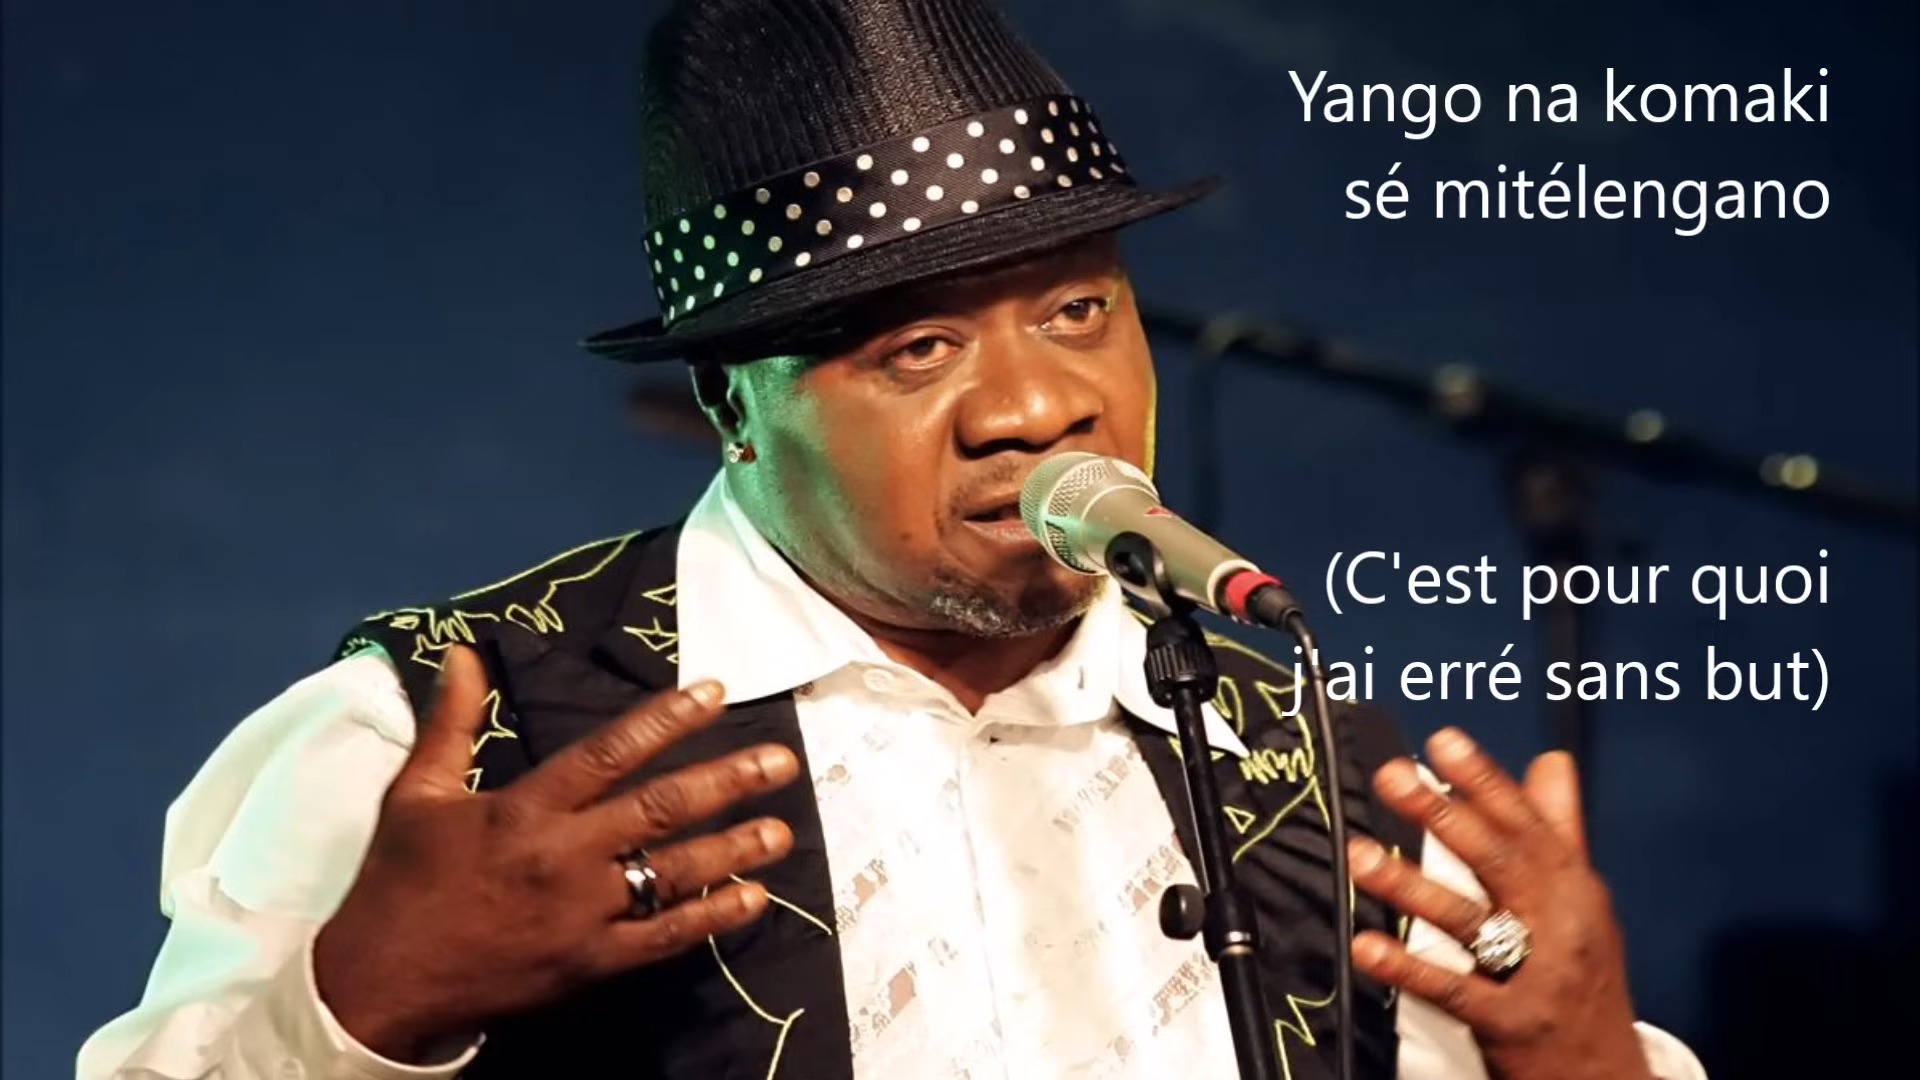 Yango na komaki
sé mitélengano
(C'est pour quoi
j'ai erré sans but)